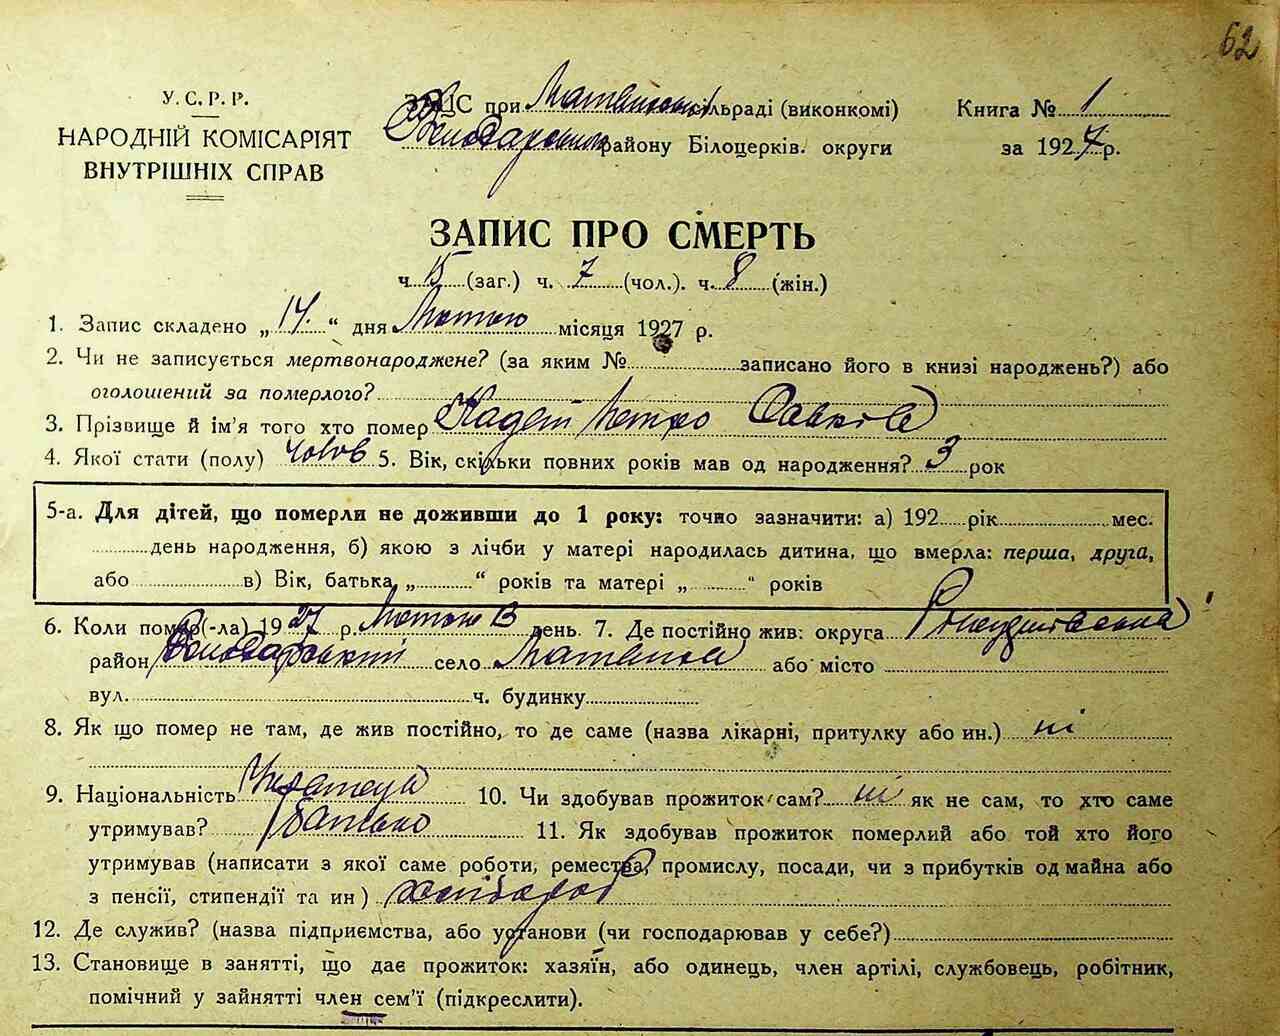 62
У. С. Р. Р.
НАРОДНІЙ КОМІСАРІЯТ
ВНУТРІШНІХ СПРАВ
ЗАПИС при сільраді (виконкомі)
району Білоцерків. округи
Книга № 1
за 1927 р.
ЗАПИС ПРО СМЕРТЬ
ч. 15 (заг.) ч. 7 (чол.). ч. 8 (жін.)
1. Запис складено „ 14. “ дня Лютого місяця 1927 р.
2. Чи не записується мертвонароджене? (за яким № записано його в книзі народжень?) або
оголошений за померлого?
3. Прізвище й ім'я того хто помер Кадет Петро Савків
4. Якої стати (полу) чолов 5. Вік, скільки повних років мав од народження? 3 рок
5-а. Для дітей, що померли не доживши до 1 року: точно зазначити: а) 192 рік мес.
день народження, б) якою з лічби у матері народилась дитина, що вмерла: перша, друга,
або в) Вік, батька, „ “ років та матері „ “ років
6. Коли помер(-ла) 1927 р. Лютого 13 день. 7. Де постійно жив: округа
район Володарський село або місто
вул. ч. будинку
8. Як що помер не там, де жив постійно, то де саме (назва лікарні, притулку або ин.) ні
9. Національність Українець 10. Чи здобував прожиток сам? ні як не сам, то хто саме
утримував? батько 11. Як здобував прожиток померлий або той хто його
утримував (написати з якої саме роботи, ремества, промислу, посади, чи з прибутків од майна або
з пенсії, стипендії та ин) хлібороб
12. Де служив? (назва підприємства, або установи (чи господарював у себе?)
13. Становище в занятті, що дає прожиток: хазяїн, або одинець, член артілі, службовець, робітник,
помічний у зайнятті член сем'ї (підкреслити).